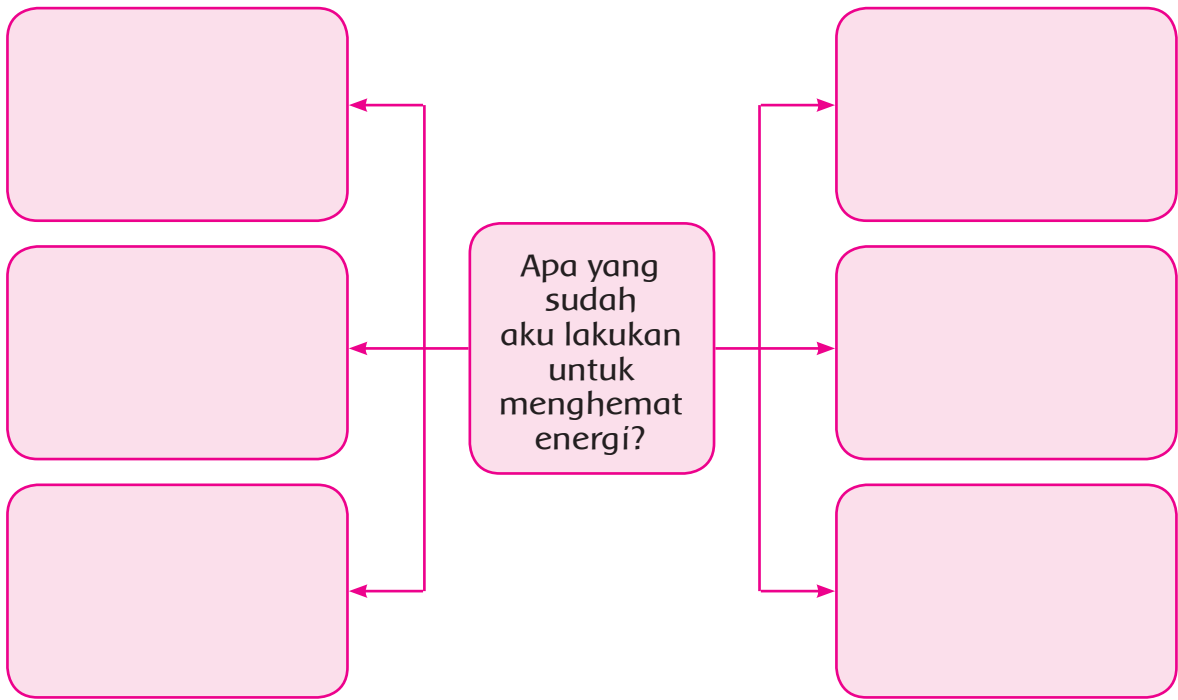 Apa yang
sudah
aku lakukan
untuk
menghemat
energi?